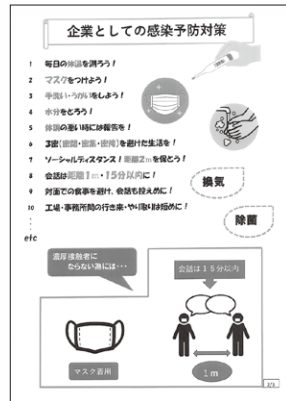 企業としての感染予防対策
1 毎日の体温を測ろう！
2 マスクをつけよう！
3 手洗い・うがいをしよう！
4 水分をとろう！
5 体調の悪い時には報告を！
6 3密(密閉・密集・密接)を避けた生活を！
7 ソーシャルディスタンス！距離2mを保とう！
8 会話は距離1m・15分以内に！
9 対面での食事を避け、会話も控えめに！
10 工場・事務所間の行き来・やり取りは短めに！
・
・
・
etc
換気
除菌
濃厚接触者に
ならない為には･･･
会話は15分以内
マスク着用
1m